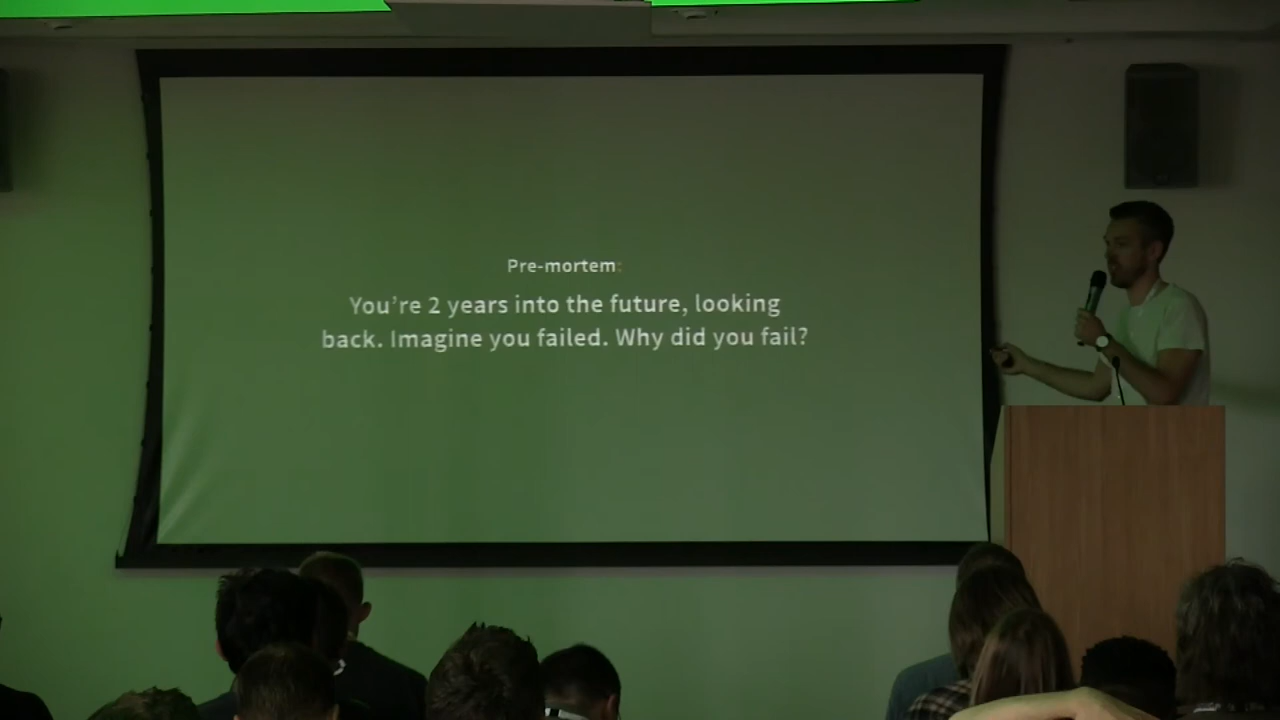 Pre-mortem:
You’re 2 years into the future, looking
back. Imagine you failed. Why did you fail?